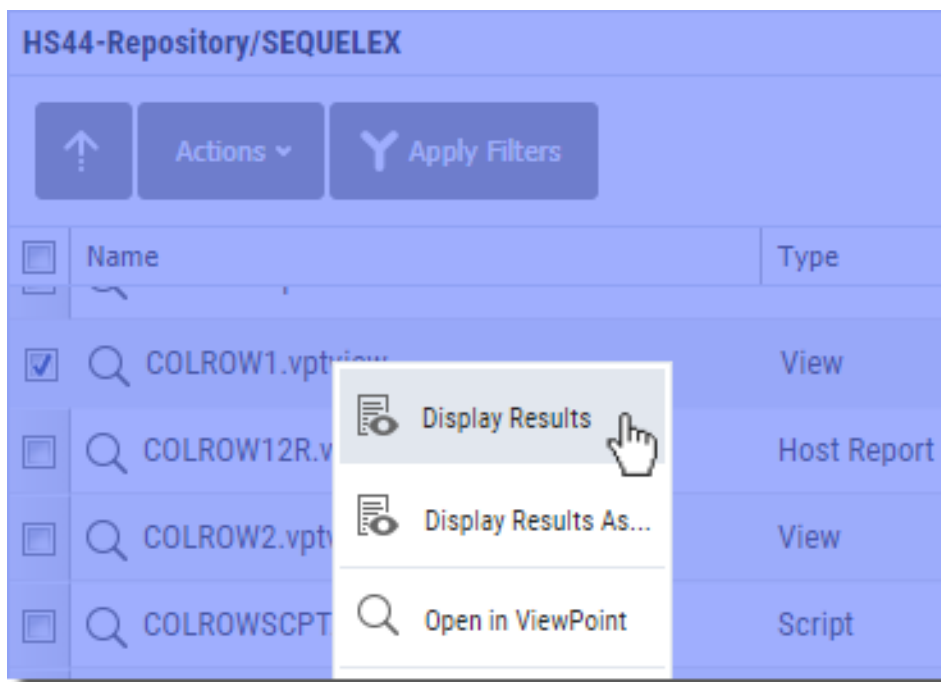 HS44-Repository/SEQUELEX
Actions Apply Filters
Name Type
COLROW1.vptview View
Display Results
COLROW12R.v Host Report
Display Results As...
COLROW2.vptv View
COLROWSCPT Script
Open in ViewPoint